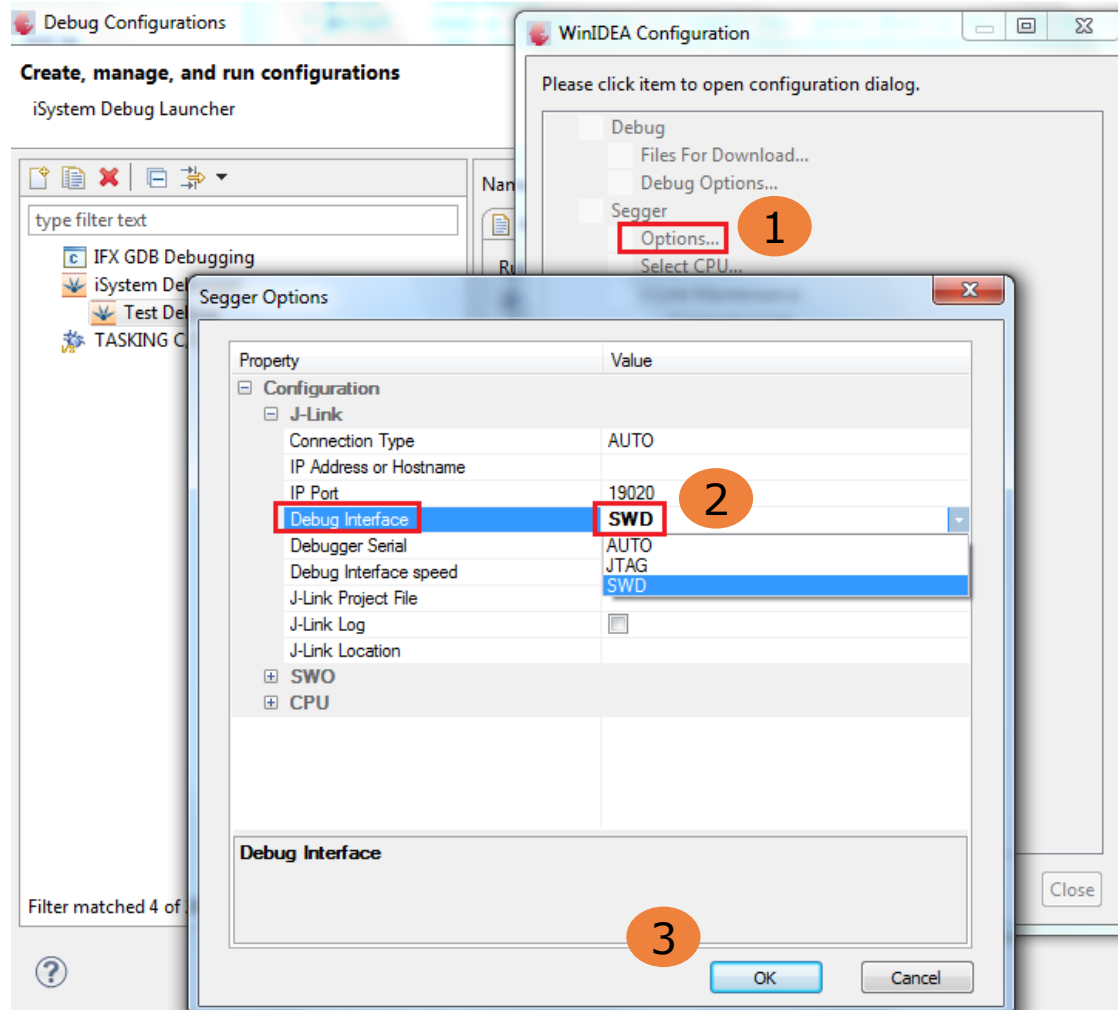 Debug Configurations
WinIDEA Configuration
Create, manage, and run configurations
iSystem Debug Launcher
Please click item to open configuration dialog.
Debug
Files For Download...
Debug Options...
Segger
Options...
1
Select CPU...
type filter text
IFX GDB Debugging
iSystem De
Test De
TASKING C
Nan
Ru
Segger Options
Property Value
Configuration
J-Link
Connection Type AUTO
IP Address or Hostname
IP Port 19020
2
Debug Interface SWD
AUTO
JTAG
SWD
Debugger Serial
Debug Interface speed
J-Link Project File
J-Link Log
J-Link Location
SWO
CPU
Debug Interface
3
OK Cancel
Filter matched 4 of
Close